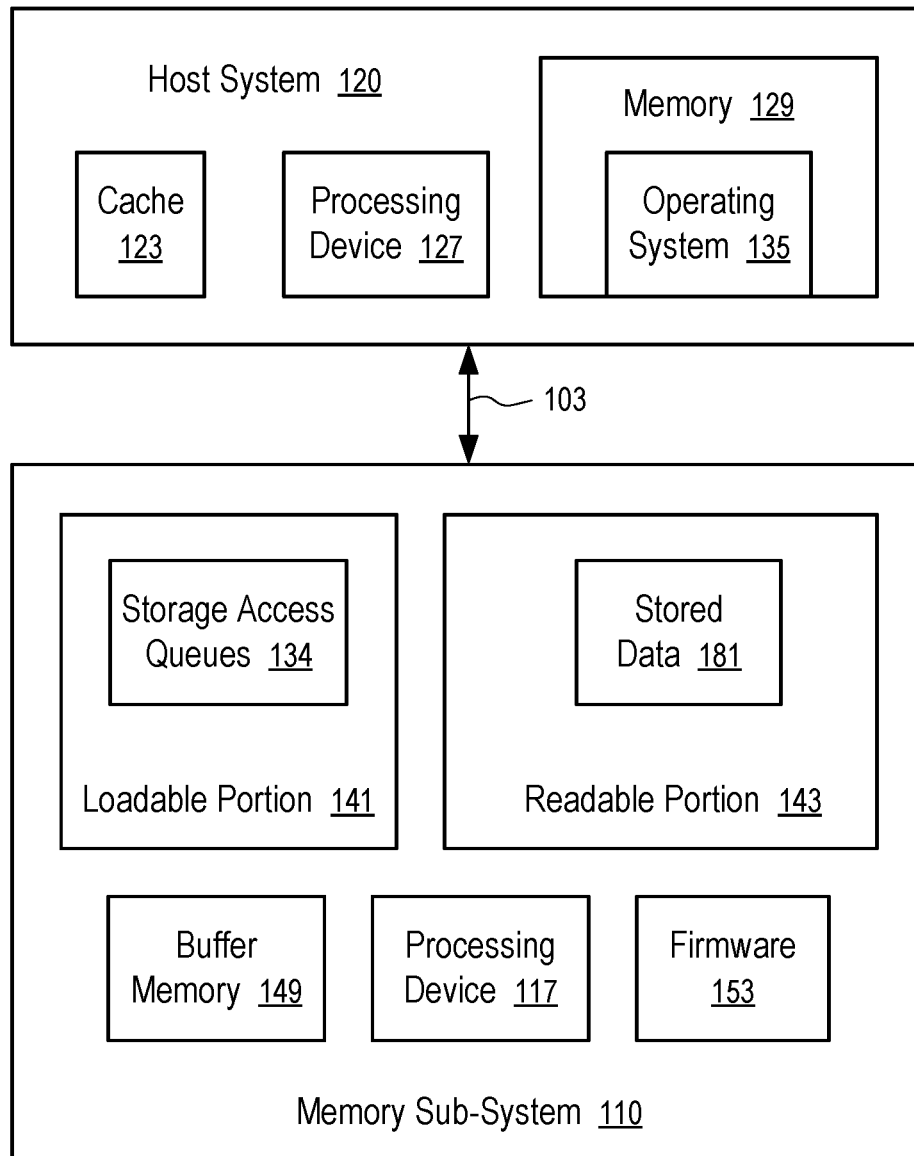 Host System 120
Memory 129
Cache
123
Processing
Device 127
Operating
System 135
103
Storage Access
Queues 134
Stored
Data 181
Loadable Portion 141
Readable Portion 143
Buffer
Memory 149
Processing
Device 117
Firmware
153
Memory Sub-System 110